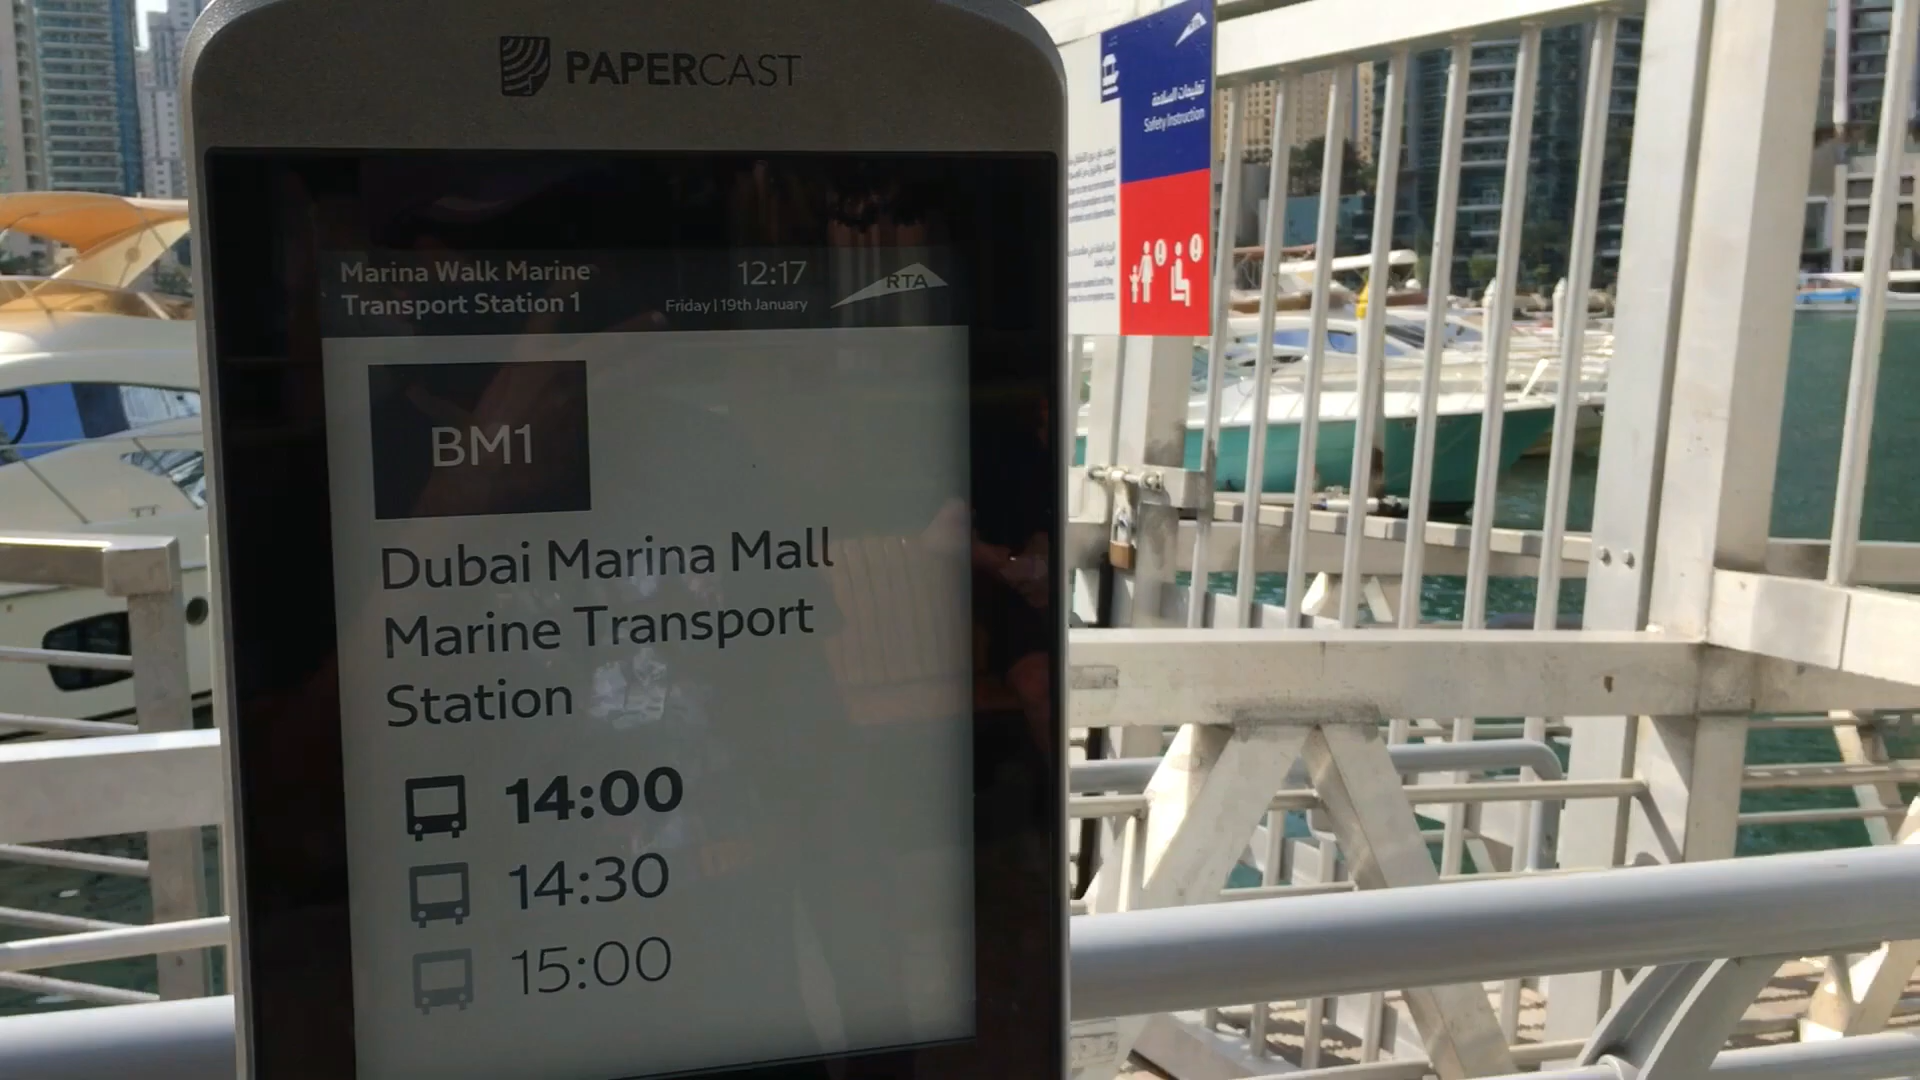 PAPERCAST
Marina Walk Marine
Transport Station 1
12:17
Friday | 19th January
RTA
BM1
Dubai Marina Mall
Marine Transport
Station
14:00
14:30
15:00
تعليمات السلامة
Safety Instruction